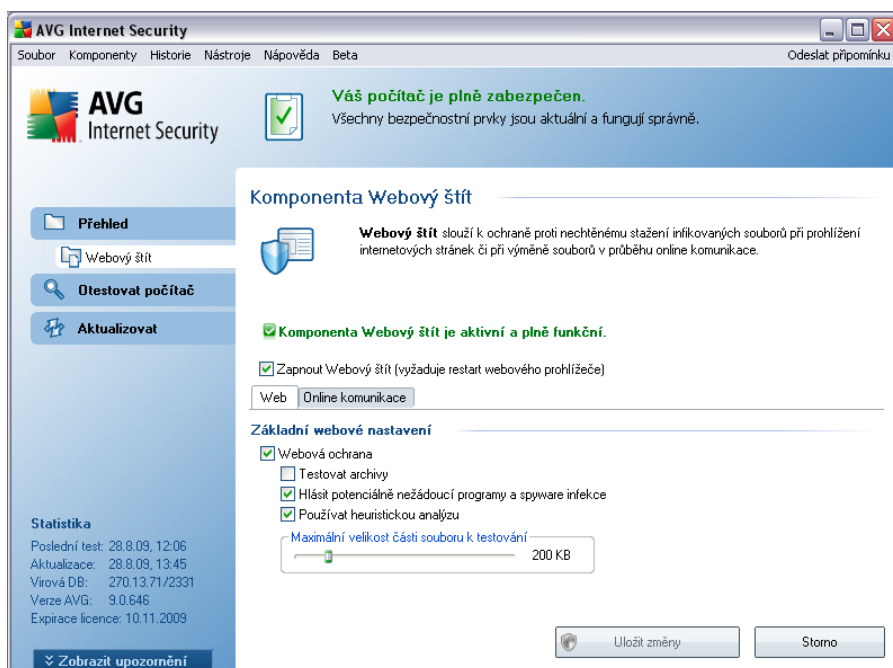 AVG Internet Security
Soubor Komponenty Historie Nástroje Nápověda Beta Odeslat připomínku
AVG
Internet Security
Váš počítač je plně zabezpečen.
Všechny bezpečnostní prvky jsou aktuální a fungují správně.
Přehled
Webový štít
Otestovat počítač
Aktualizovat
Komponenta Webový štít
Webový štít slouží k ochraně proti nechtěnému stažení infikovaných souborů při prohlížení
internetových stránek či při výměně souborů v průběhu online komunikace.
Komponenta Webový štít je aktivní a plně funkční.
Zapnout Webový štít (vyžaduje restart webového prohlížeče)
Web Online komunikace
Základní webové nastavení
Webová ochrana
Testovat archivy
Hlásit potenciálně nežádoucí programy a spyware infekce
Používat heuristickou analýzu
Maximální velikost části souboru k testování
200 KB
Statistika
Poslední test: 28.8.09, 12:06
Aktualizace: 28.8.09, 13:45
Virová DB: 270.13.71/2331
Verze AVG: 9.0.646
Expirace licence: 10.11.2009
Zobrazit upozornění
Uložit změny
Storno